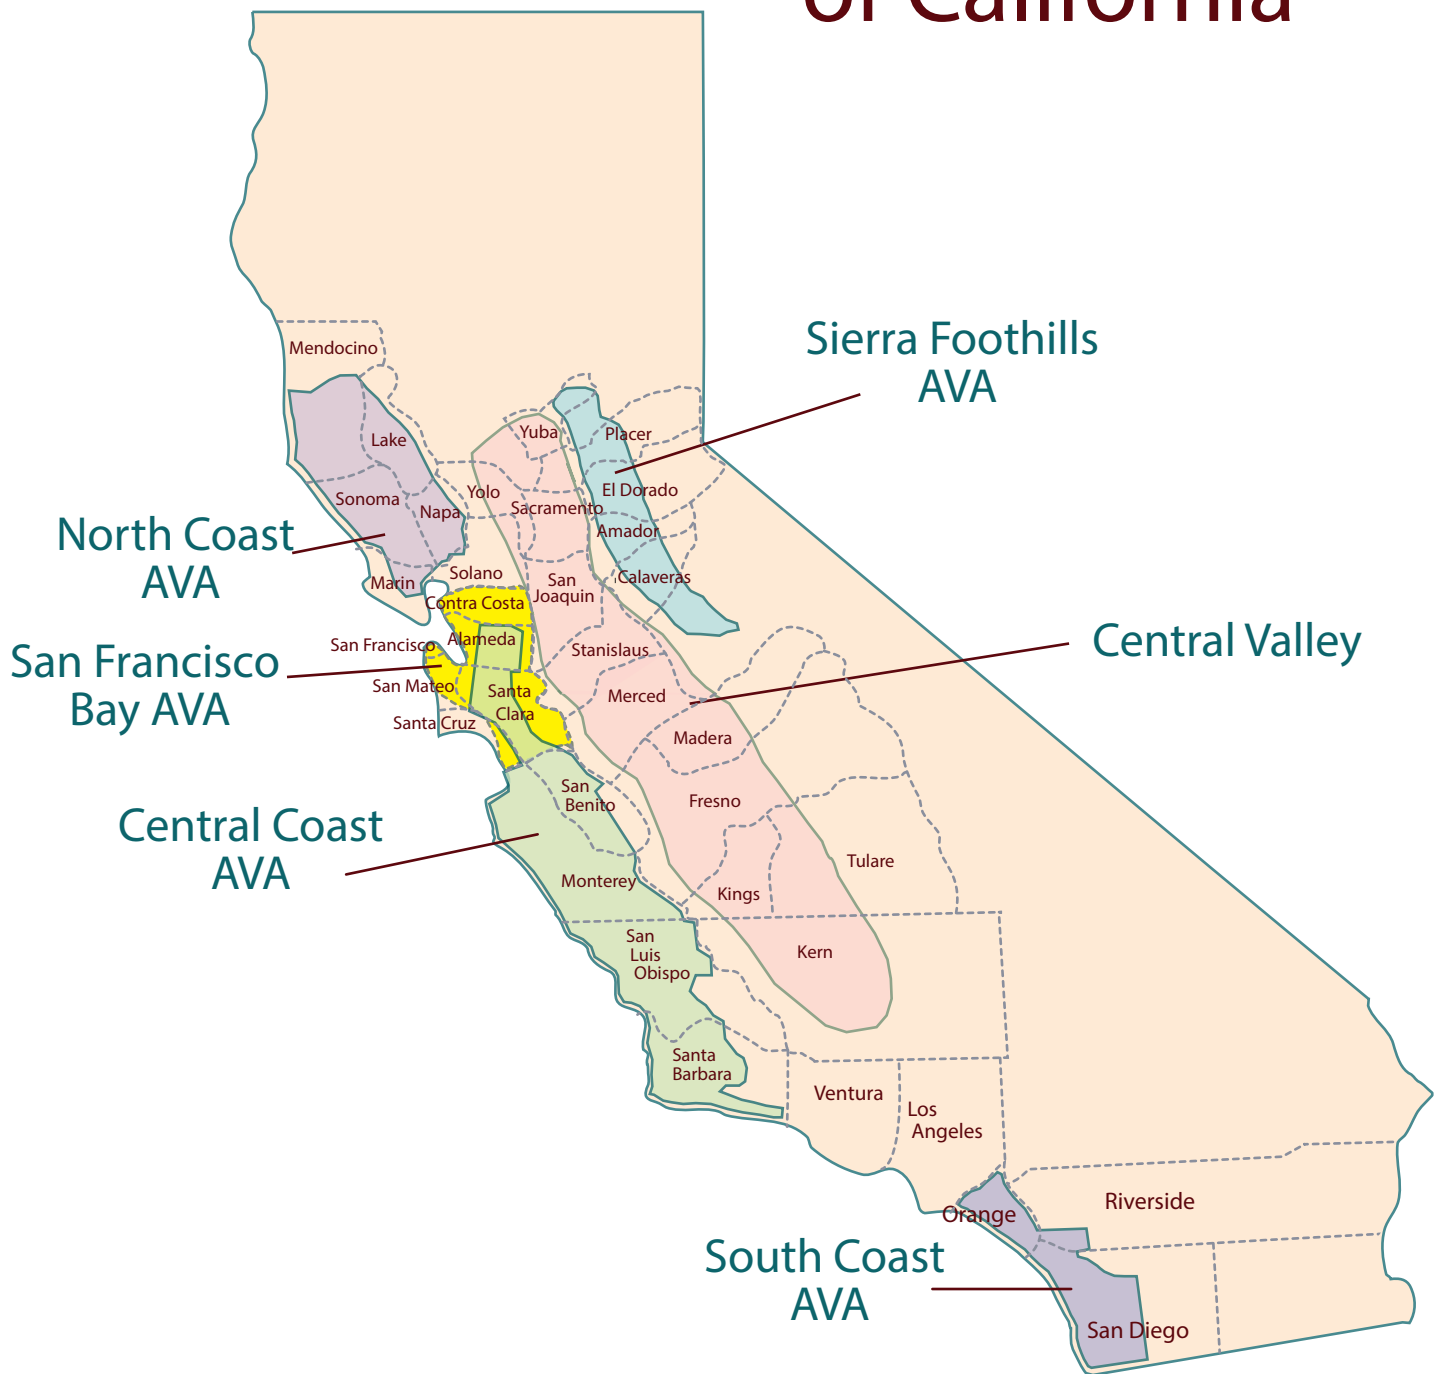 of California
Mendocino
Sierra Foothills
AVA
Lake
Yuba
Placer
Sonoma
Napa
Yolo
Sacramento
El Dorado
Amador
North Coast
AVA
Marin
Solano
San
Joaquin
Calaveras
Contra Costa
San Francisco
Alameda
Stanislaus
Central Valley
San Francisco
Bay AVA
San Mateo
Santa
Clara
Merced
Santa Cruz
Madera
San
Benito
Fresno
Central Coast
AVA
Tulare
Monterey
Kings
San
Luis
Obispo
Kern
Santa
Barbara
Ventura
Los
Angeles
Orange
Riverside
South Coast
AVA
San Diego